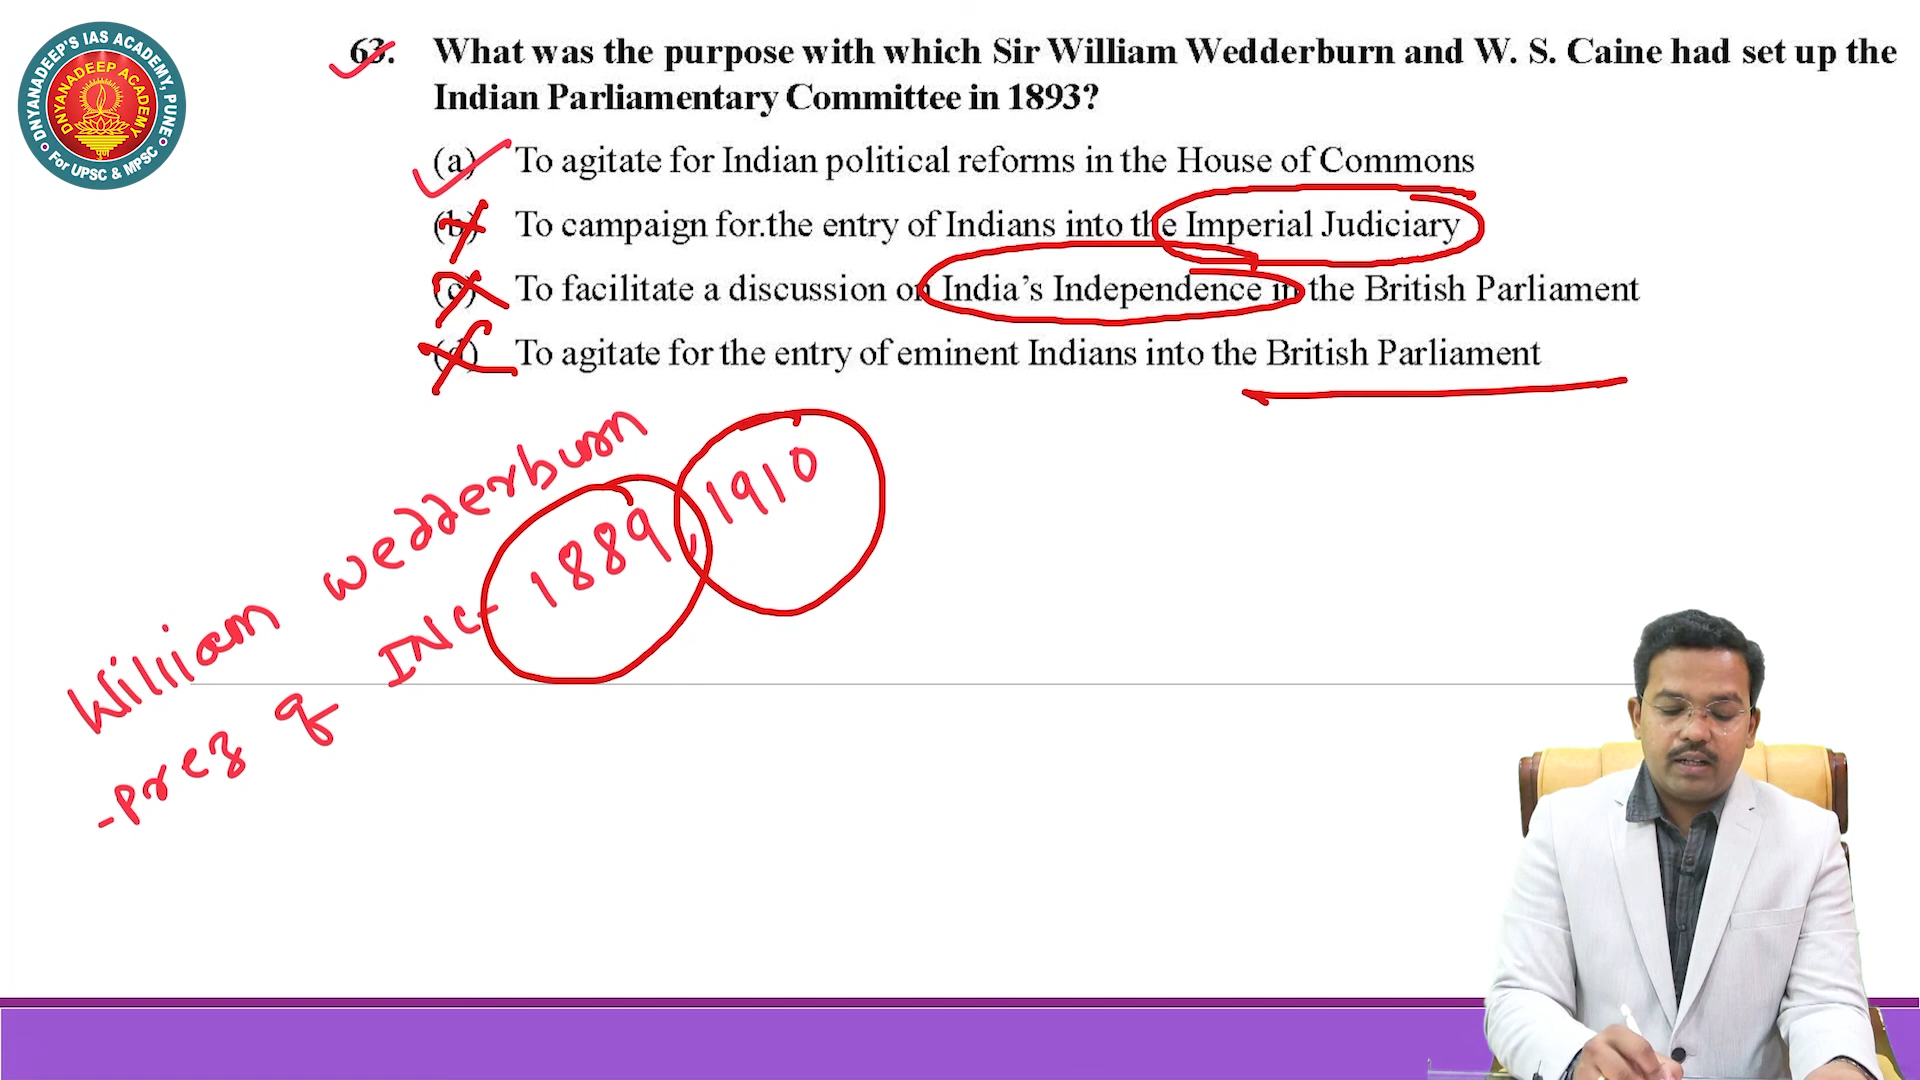 DNYANADEEP'S IAS ACADEMY, PUNE
DNYANADEEP ACADEMY
पुणे
For UPSC & MPSC
63. What was the purpose with which Sir William Wedderburn and W. S. Caine had set up the
Indian Parliamentary Committee in 1893?
(a) To agitate for Indian political reforms in the House of Commons
(b) To campaign for.the entry of Indians into the Imperial Judiciary
(c) To facilitate a discussion on India's Independence in the British Parliament
(d) To agitate for the entry of eminent Indians into the British Parliament
William Wedderburn
-Prez of INC- 1889, 1910